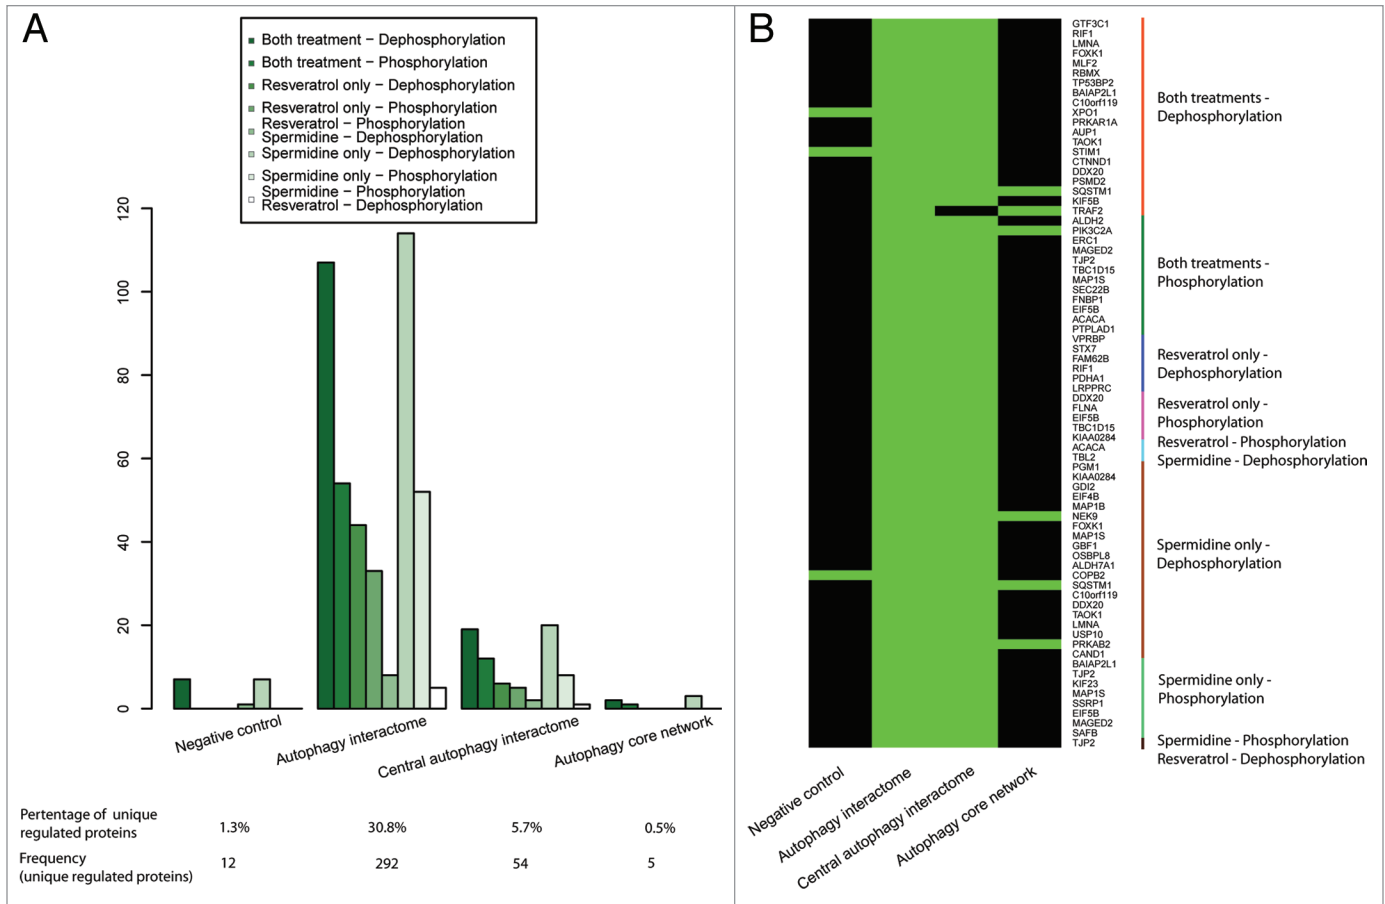 A
Both treatment – Dephosphorylation
Both treatment – Phosphorylation
Resveratrol only – Dephosphorylation
Resveratrol only – Phosphorylation
Resveratrol – Phosphorylation
Spermidine – Dephosphorylation
Spermidine only – Dephosphorylation
Spermidine only – Phosphorylation
Spermidine – Phosphorylation
Resveratrol – Dephosphorylation
120
100
80
60
40
20
0
Negative control
Autophagy interactome
Central autophagy interactome
Autophagy core network
Pertentage of unique
regulated proteins
1.3%
30.8%
5.7%
0.5%
Frequency
(unique regulated proteins)
12
292
54
5
B
GTF3C1
RIF1
LMNA
FOXK1
MLF2
RBMX
TP53BP2
BAIAP2L1
C10orf119
XPO1
PRKAR1A
AUP1
TAOK1
STIM1
CTNND1
DDX20
PSMD2
SQSTM1
KIF5B
TRAF2
ALDH2
PIK3C2A
ERC1
MAGED2
TJP2
TBC1D15
MAP1S
SEC22B
FNBP1
EIF5B
ACACA
PTPLAD1
VPRBP
STX7
FAM62B
RIF1
PDHA1
LRPPRC
DDX20
FLNA
EIF5B
TBC1D15
KIAA0284
ACACA
TBL2
PGM1
KIAA0284
GDI2
EIF4B
MAP1B
NEK9
FOXK1
MAP1S
GBF1
OSBPL8
ALDH7A1
COPB2
SQSTM1
C10orf119
DDX20
TAOK1
LMNA
USP10
PRKAB2
CAND1
BAIAP2L1
TJP2
KIF23
MAP1S
SSRP1
EIF5B
MAGED2
SAFB
TJP2
Both treatments -
Dephosphorylation
Both treatments -
Phosphorylation
Resveratrol only -
Dephosphorylation
Resveratrol only -
Phosphorylation
Resveratrol - Phosphorylation
Spermidine - Dephosphorylation
Spermidine only -
Dephosphorylation
Spermidine only -
Phosphorylation
Spermidine - Phosphorylation
Resveratrol - Dephosphorylation
Negative control
Autophagy interactome
Central autophagy interactome
Autophagy core network